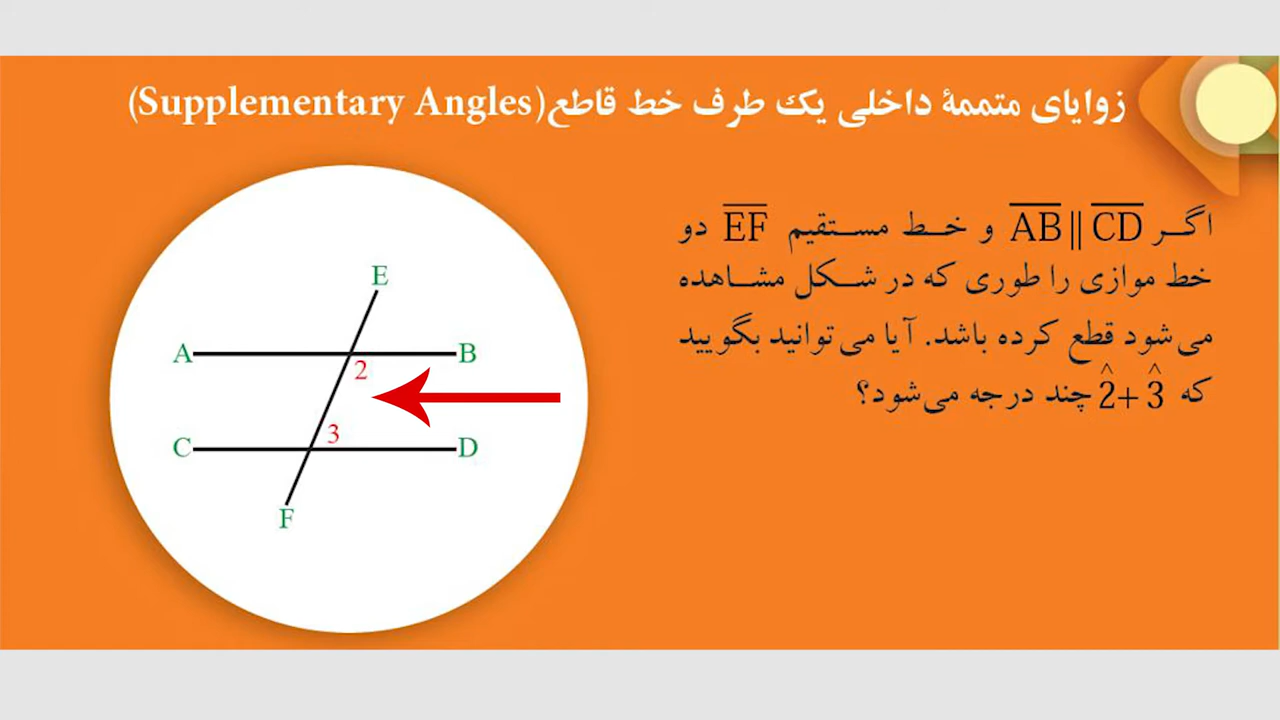 زوایای متممهٔ داخلی یک طرف خط قاطع(Supplementary Angles)
اگر AB || CD و خط مستقیم EF دو
خط موازی را طوری که در شکل مشاهده
می‌شود قطع کرده باشد. آیا می‌توانید بگویید
که 2̂+ 3̂ چند درجه می‌شود؟
E
A B
2
3
C D
F